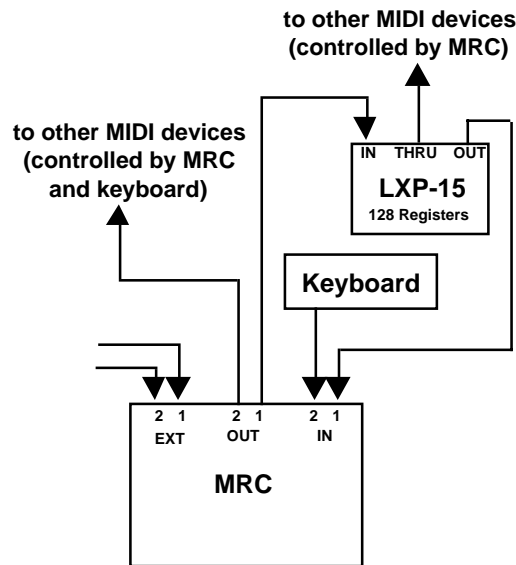 to other MIDI devices
(controlled by MRC)
to other MIDI devices
(controlled by MRC
and keyboard)
IN THRU OUT
LXP-15
128 Registers
Keyboard
2 1 2 1 2 1
EXT OUT IN
MRC